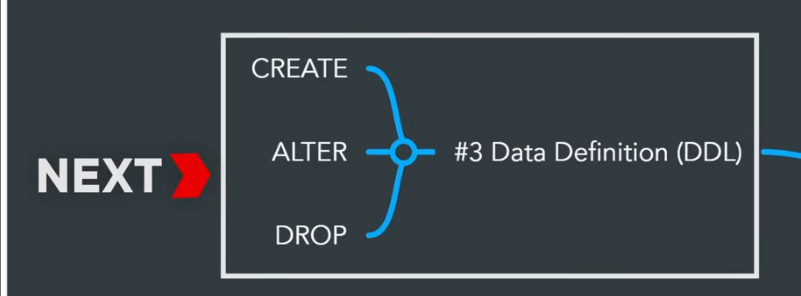 CREATE
ALTER
#3 Data Definition (DDL)
NEXT
DROP